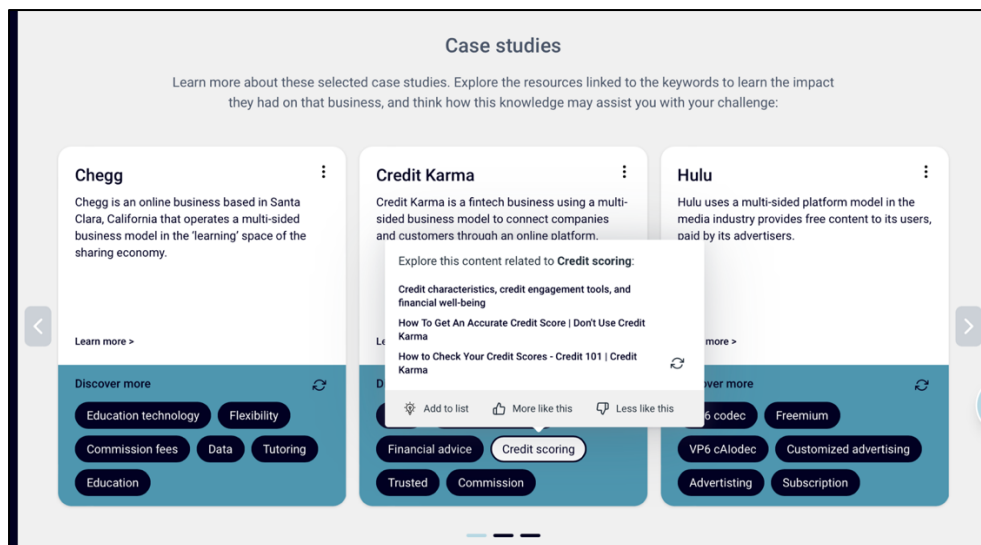 Case studies
Learn more about these selected case studies. Explore the resources linked to the keywords to learn the impact
they had on that business, and think how this knowledge may assist you with your challenge:
Chegg
Chegg is an online business based in Santa
Clara, California that operates a multi-sided
business model in the 'learning' space of the
sharing economy.
Learn more >
Discover more
Education technology
Flexibility
Commission fees
Data
Tutoring
Education
Credit Karma
Credit Karma is a fintech business using a multi-
sided business model to connect companies
and customers through an online platform.
Explore this content related to Credit scoring:
Credit characteristics, credit engagement tools, and
financial well-being
How To Get An Accurate Credit Score | Don't Use Credit
Karma
How to Check Your Credit Scores - Credit 101 | Credit
Karma
Add to list
More like this
Less like this
Financial advice
Credit scoring
Trusted
Commission
Hulu
Hulu uses a multi-sided platform model in the
media industry provides free content to its users,
paid by its advertisers.
more >
over more
6 codec
Freemium
VP6 cAlodec
Customized advertising
Advertisting
Subscription